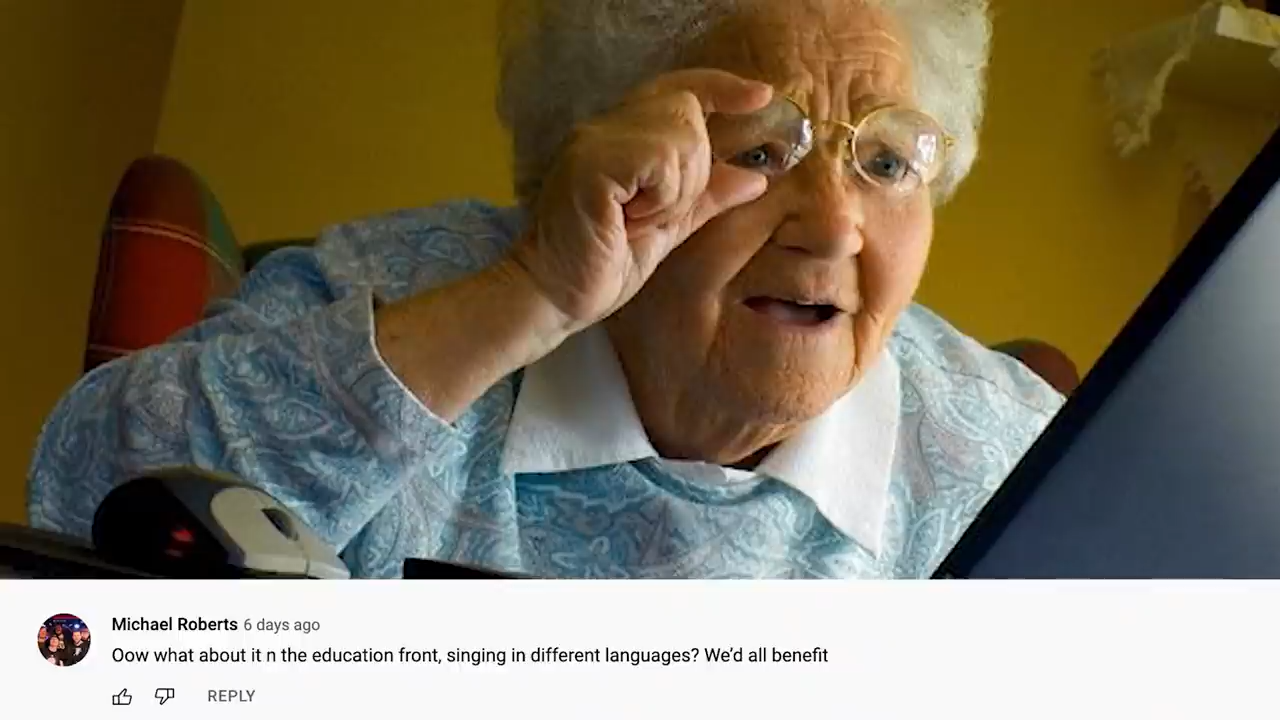 Michael Roberts 6 days ago
Oow what about it n the education front, singing in different languages? We'd all benefit
REPLY